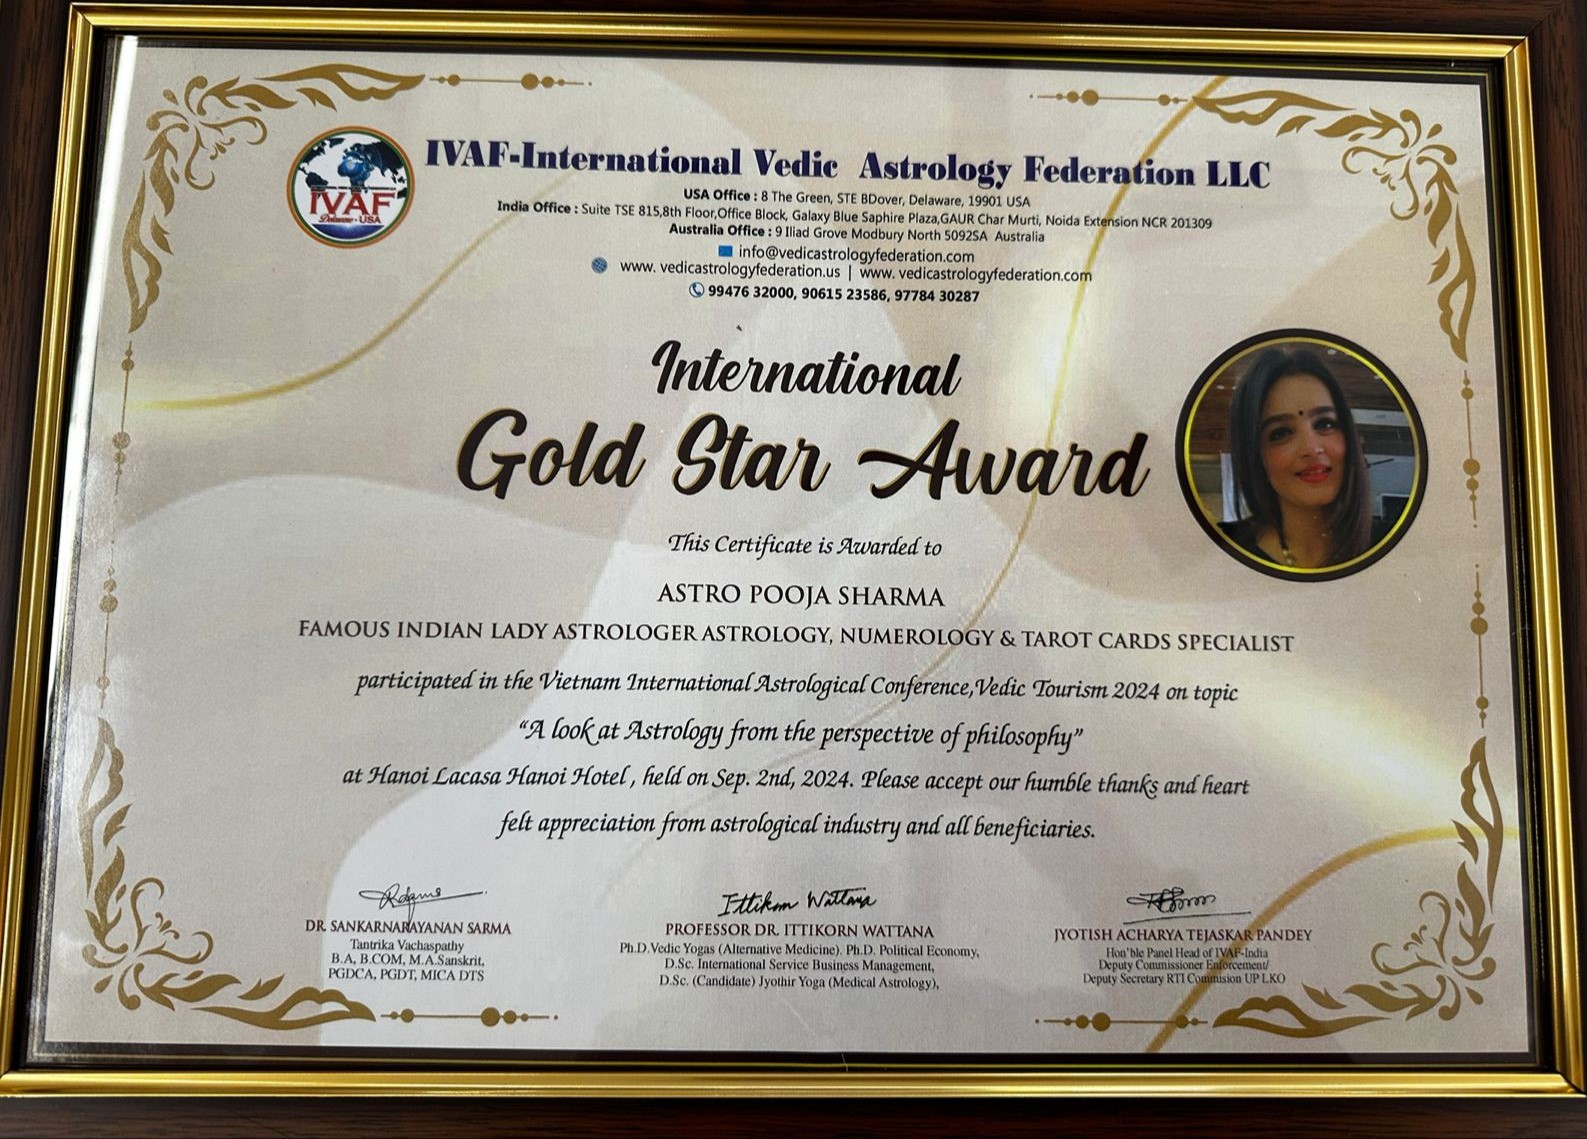 IVAF
Delaware - USA
IVAF-International Vedic Astrology Federation LLC
USA Office : 8 The Green, STE BDover, Delaware, 19901 USA
India Office : Suite TSE 815,8th Floor,Office Block, Galaxy Blue Saphire Plaza,GAUR Char Murti, Noida Extension NCR 201309
Australia Office : 9 Iliad Grove Modbury North 5092SA Australia
info@vedicastrologyfederation.com
www. vedicastrologyfederation.us | www. vedicastrologyfederation.com
99476 32000, 90615 23586, 97784 30287
International
Gold Star Award
This Certificate is Awarded to
ASTRO POOJA SHARMA
FAMOUS INDIAN LADY ASTROLOGER ASTROLOGY, NUMEROLOGY & TAROT CARDS SPECIALIST
participated in the Vietnam International Astrological Conference,Vedic Tourism 2024 on topic
“A look at Astrology from the perspective of philosophy”
at Hanoi Lacasa Hanoi Hotel , held on Sep. 2nd, 2024. Please accept our humble thanks and heart
felt appreciation from astrological industry and all beneficiaries.
DR. SANKARNARAYANAN SARMA
Tantrika Vachaspathy
B.A, B.COM, M.A.Sanskrit,
PGDCA, PGDT, MICA DTS
Ittikorn Wattana
PROFESSOR DR. ITTIKORN WATTANA
Ph.D.Vedic Yogas (Alternative Medicine). Ph.D. Political Economy,
D.Sc. International Service Business Management,
D.Sc. (Candidate) Jyothir Yoga (Medical Astrology),
JYOTISH ACHARYA TEJASKAR PANDEY
Hon'ble Panel Head of IVAF-India
Deputy Commissioner Enforcement/
Deputy Secretary RTI Commision UP LKO